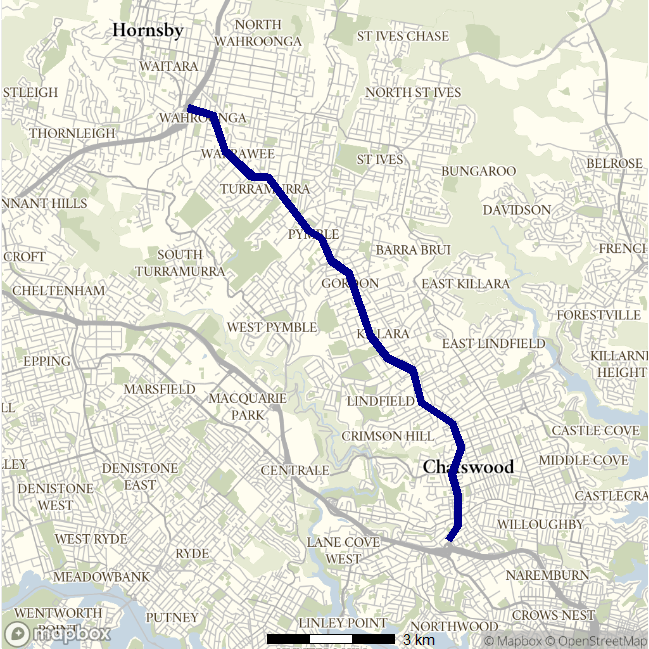 NORTH
WAHROONGA
Hornsby
ST IVES CHASE
WAITARA
STLEIGH
NORTH ST IVES
WAHROONGA
THORNLEIGH
WARRAWEE
ST IVES
BELROSE
BUNGAROO
TURRAMURRA
NNANT HILLS
DAVIDSON
PYMBLE
BARRA BRUI
FRENCH
CROFT
SOUTH
TURRAMURRA
CHELTENHAM
GORDON
EAST KILLARA
FORESTVILLE
WEST PYMBLE
KILLARA
EAST LINDFIELD
EPPING
KILLARNE
HEIGHT
MARSFIELD
MACQUARIE
PARK
LINDFIELD
LL
CRIMSON HILL
CASTLE COVE
LEY
DENISTONE
EAST
CENTRALE
Chatswood
MIDDLE COVE
DENISTONE
WEST
CASTLECRA
WILLOUGHBY
WEST RYDE
RYDE
LANE COVE
WEST
MEADOWBANK
NAREMBURN
WENTWORTH
POINT
PUTNEY
LINLEY POINT
NORTHWOOD
CROWS NEST
mapbox
3 km
© Mapbox © OpenStreetMap